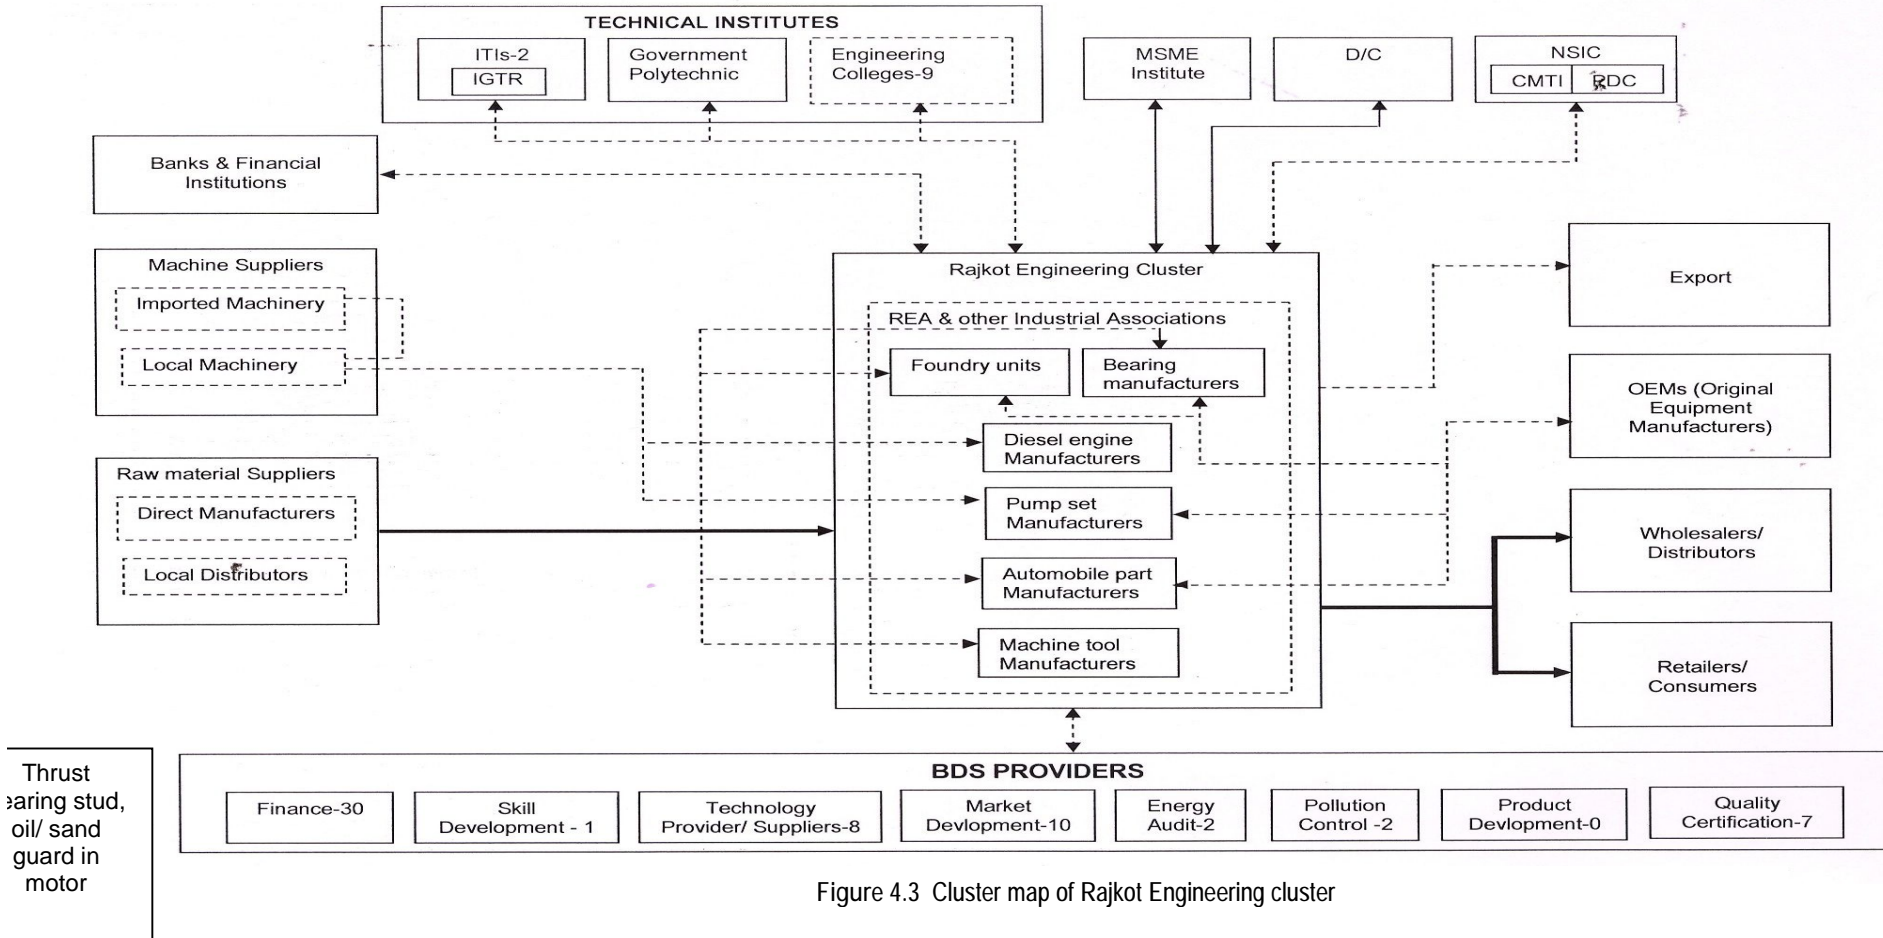 TECHNICAL INSTITUTES
ITIs-2
IGTR
Government
Polytechnic
Engineering
Colleges-9
MSME
Institute
D/C
NSIC
CMTI
RDC
Banks & Financial
Institutions
Machine Suppliers
Imported Machinery
Local Machinery
Raw material Suppliers
Direct Manufacturers
Local Distributors
Rajkot Engineering Cluster
REA & other Industrial Associations
Foundry units
Bearing
manufacturers
Diesel engine
Manufacturers
Pump set
Manufacturers
Automobile part
Manufacturers
Machine tool
Manufacturers
Export
OEMs (Original
Equipment
Manufacturers)
Wholesalers/
Distributors
Retailers/
Consumers
BDS PROVIDERS
Finance-30
Skill
Development - 1
Technology
Provider/ Suppliers-8
Market
Devlopment-10
Energy
Audit-2
Pollution
Control -2
Product
Devlopment-0
Quality
Certification-7
Thrust
earing stud,
oil/ sand
guard in
motor
Figure 4.3 Cluster map of Rajkot Engineering cluster